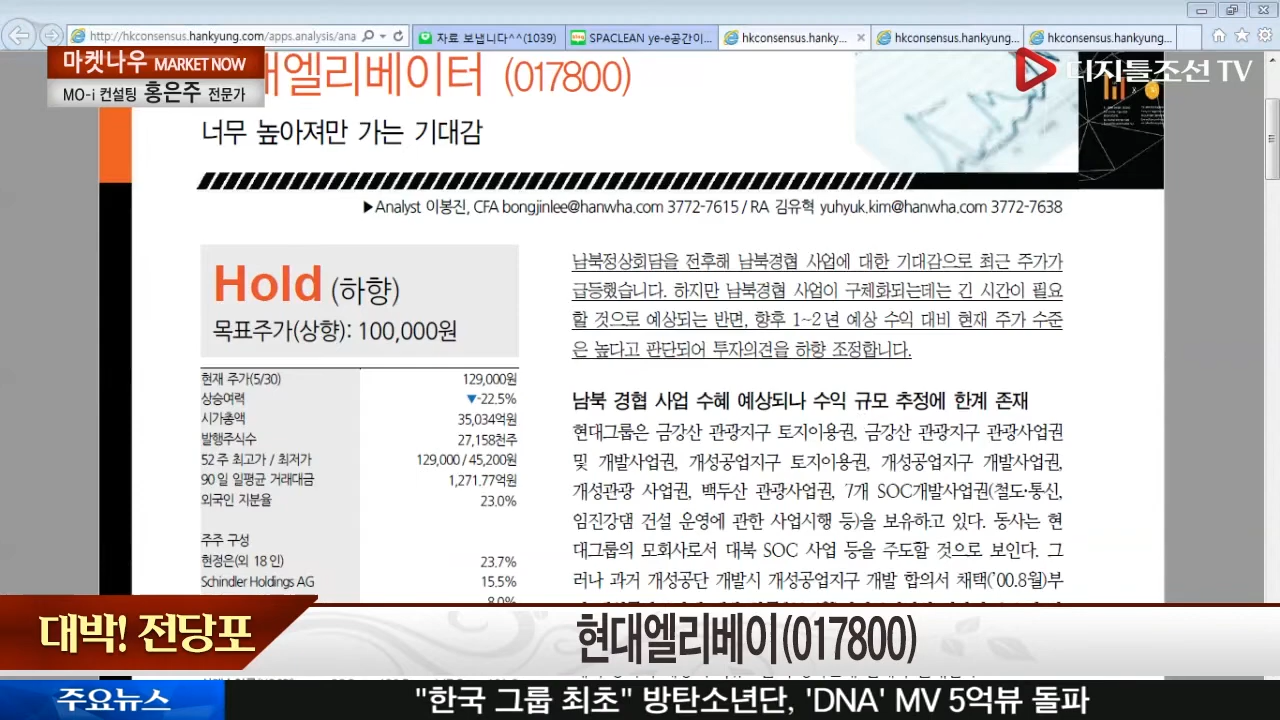 http://hkconsensus.hankyung.com/apps.analysis/ana
자료 보냅니다^^(1039)
SPACLEAN ye-e공간이...
hkconsensus.hanky...
hkconsensus.hankyung...
hkconsensus.hankyung...
마켓나우 MARKET NOW
MO-i 컨설팅 홍은주 전문가
대엘리베이터 (017800)
디지틀조선TV
너무 높아져만 가는 기대감
▶Analyst 이봉진, CFA bongjinlee@hanwha.com 3772-7615 / RA 김유혁 yuhyuk.kim@hanwha.com 3772-7638
Hold (하향)
목표주가(상향): 100,000원
현재 주가(5/30) 129,000원
상승여력 ▼-22.5%
시가총액 35,034억원
발행주식수 27,158천주
52 주 최고가 / 최저가 129,000 / 45,200원
90 일 일평균 거래대금 1,271.77억원
외국인 지분율 23.0%
주주 구성
현정은(외 18 인) 23.7%
Schindler Holdings AG 15.5%
8.0%
남북정상회담을 전후해 남북경협 사업에 대한 기대감으로 최근 주가가
급등했습니다. 하지만 남북경협 사업이 구체화되는데는 긴 시간이 필요
할 것으로 예상되는 반면, 향후 1~2 년 예상 수익 대비 현재 주가 수준
은 높다고 판단되어 투자의견을 하향 조정합니다.
남북 경협 사업 수혜 예상되나 수익 규모 추정에 한계 존재
현대그룹은 금강산 관광지구 토지이용권, 금강산 관광지구 관광사업권
및 개발사업권, 개성공업지구 토지이용권, 개성공업지구 개발사업권,
개성관광 사업권, 백두산 관광사업권, 7개 SOC개발사업권(철도·통신,
임진강댐 건설 운영에 관한 사업시행 등)을 보유하고 있다. 동사는 현
대그룹의 모회사로서 대북 SOC 사업 등을 주도할 것으로 보인다. 그
러나 과거 개성공단 개발시 개성공업지구 개발 합의서 채택('00.8월)부
대박! 전당포
현대엘리베이(017800)
주요뉴스
"한국 그룹 최초" 방탄소년단, 'DNA' MV 5억뷰 돌파